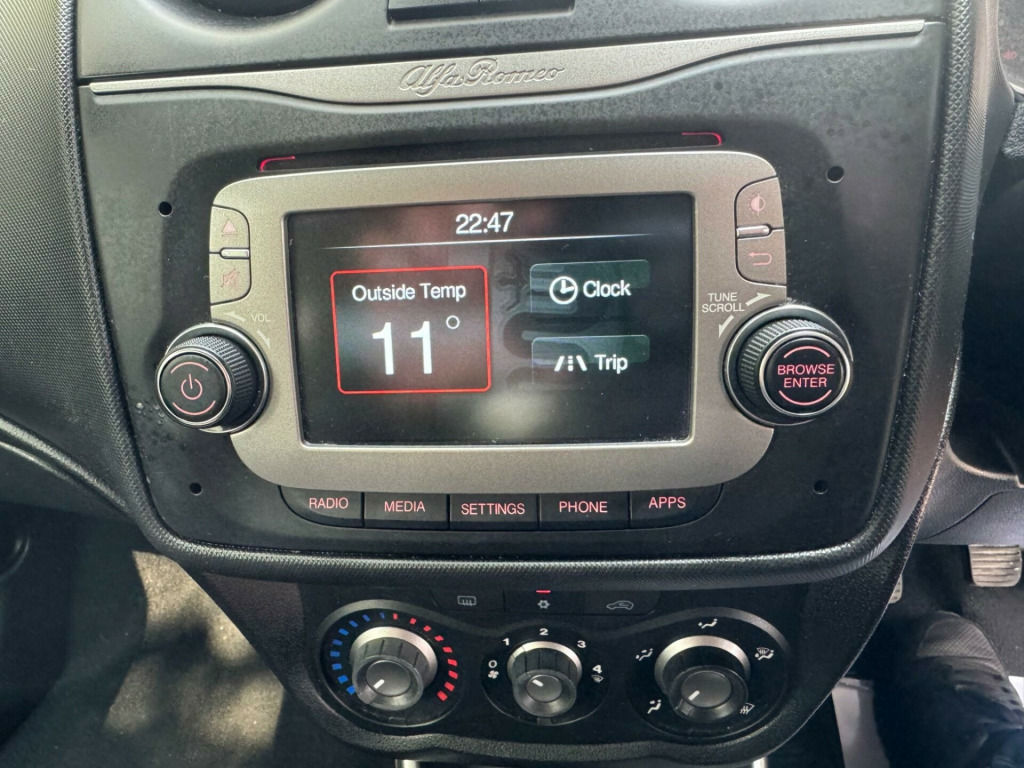 Alfa Romeo
22:47
Outside Temp
11°
Clock
Trip
VOL
TUNE
SCROLL
BROWSE
ENTER
RADIO
MEDIA
SETTINGS
PHONE
APPS
0
1
2
3
4